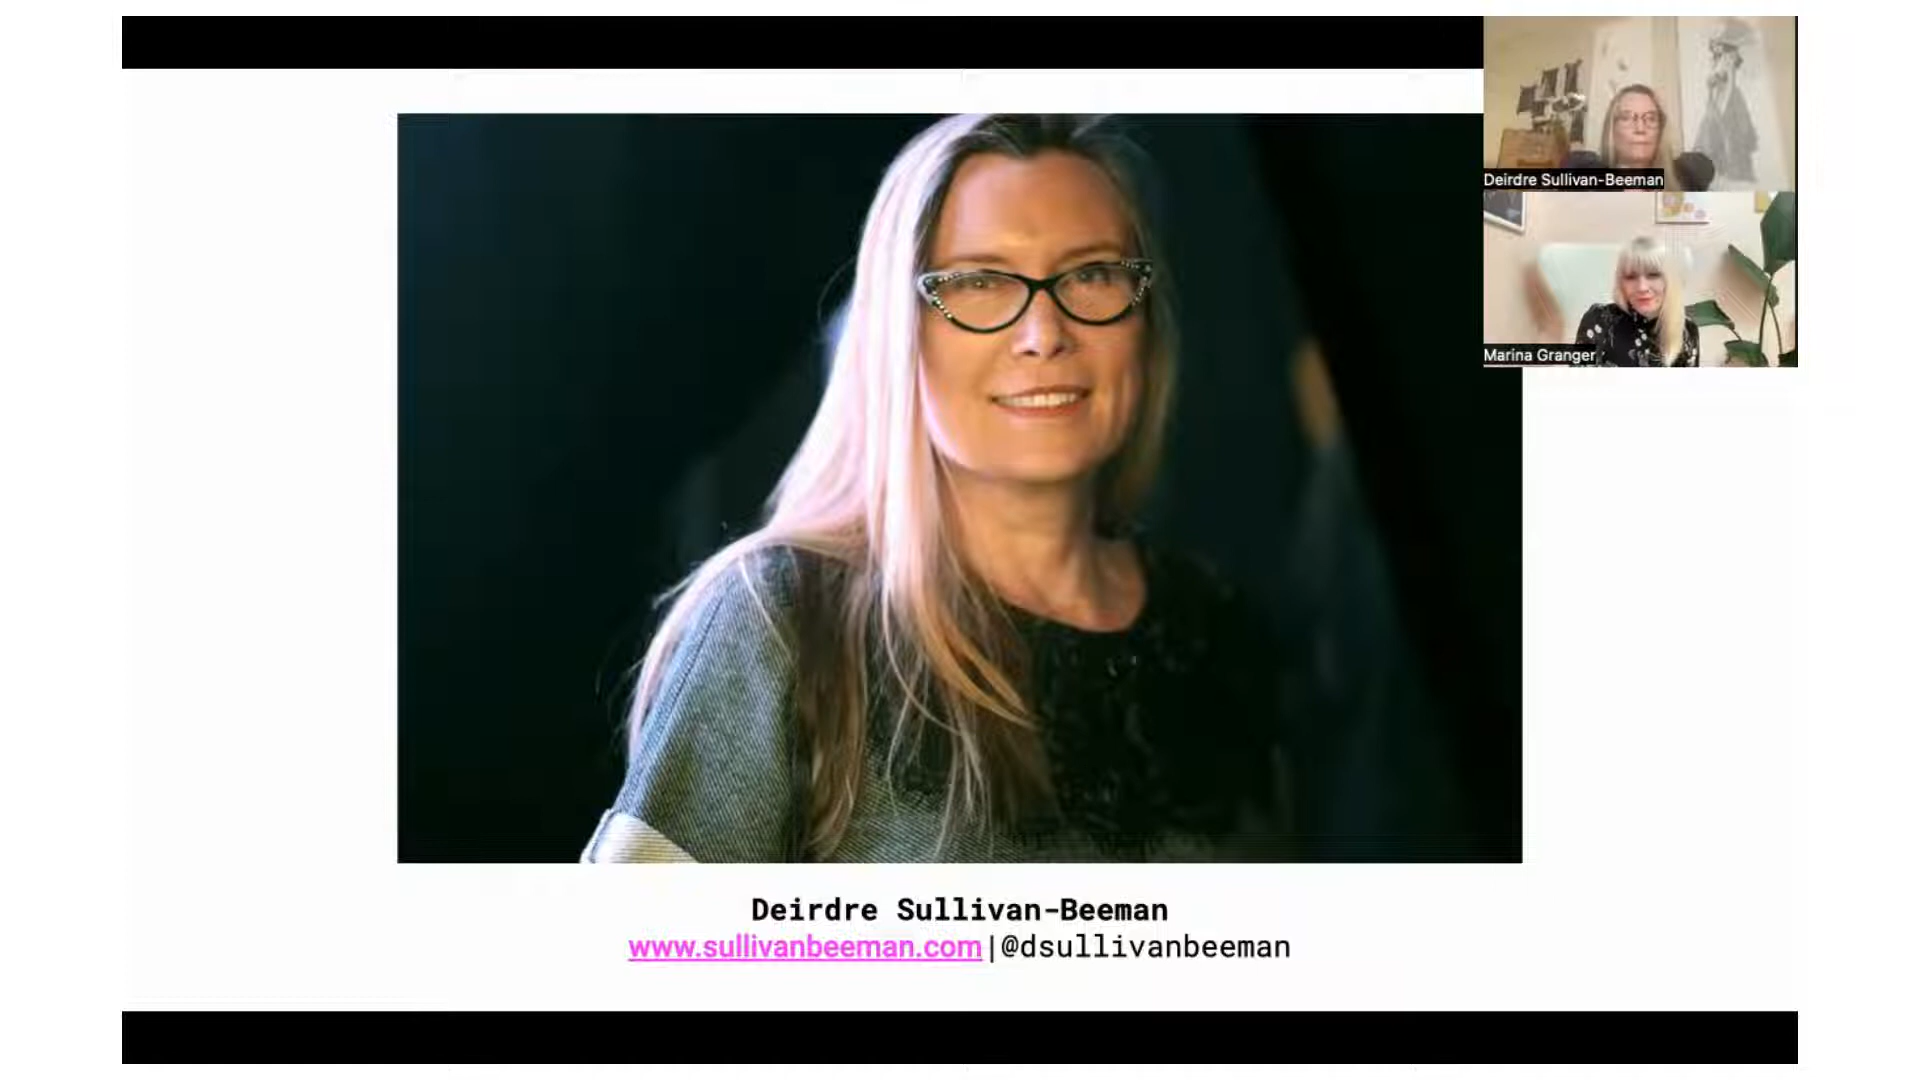 Deirdre Sullivan-Beeman
Marina Granger
Deirdre Sullivan-Beeman
www.sullivanbeeman.com|@dsullivanbeeman